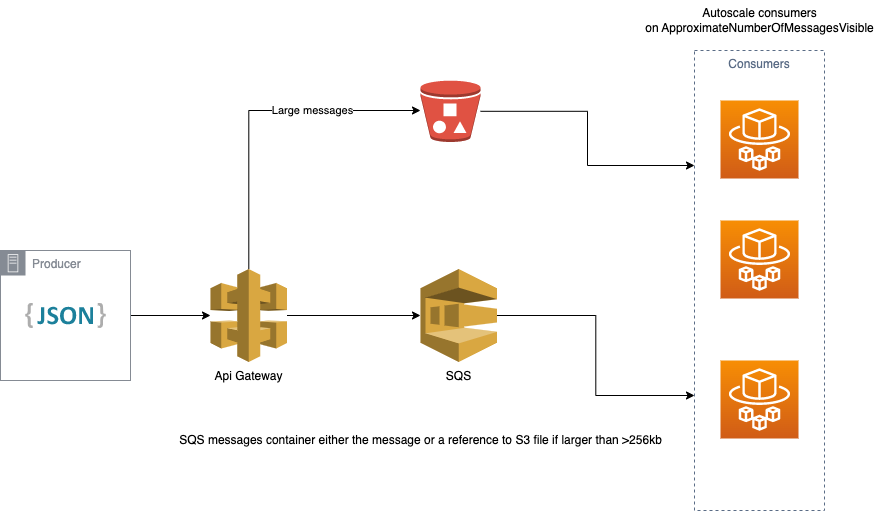 Autoscale consumers
on ApproximateNumberOfMessagesVisible
Consumers
Large messages
Producer
{JSON}
Api Gateway
SQS
SQS messages container either the message or a reference to S3 file if larger than >256kb